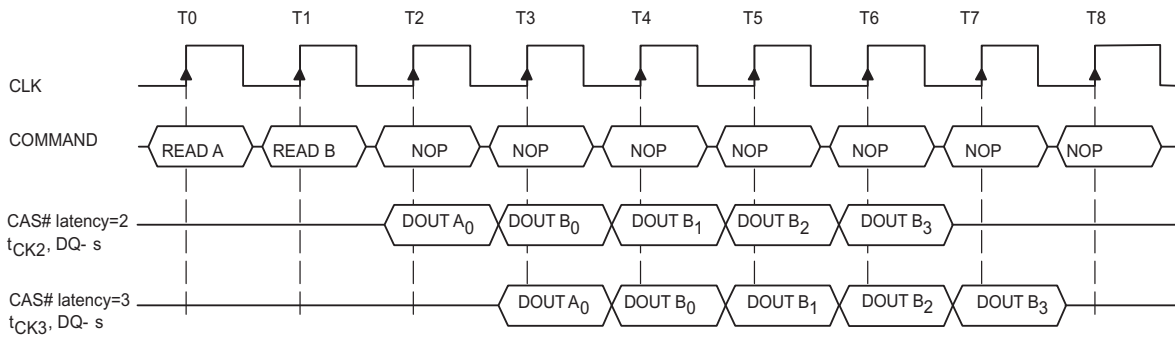 T0 T1 T2 T3 T4 T5 T6 T7 T8
CLK
COMMAND READ A READ B NOP NOP NOP NOP NOP NOP NOP
CAS# latency=2 DOUT A0 DOUT B0 DOUT B1 DOUT B2 DOUT B3
tCK2, DQ- s
CAS# latency=3 DOUT A0 DOUT B0 DOUT B1 DOUT B2 DOUT B3
tCK3, DQ- s